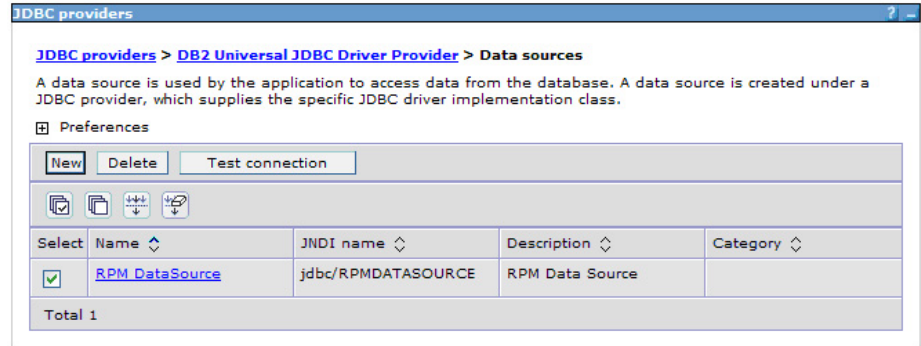 JDBC providers ? _
JDBC providers > DB2 Universal JDBC Driver Provider > Data sources
A data source is used by the application to access data from the database. A data source is created under a
JDBC provider, which supplies the specific JDBC driver implementation class.
Preferences
New Delete Test connection
Select Name JNDI name Description Category
RPM DataSource jdbc/RPMDATASOURCE RPM Data Source
Total 1